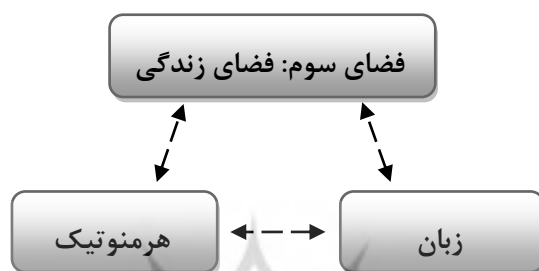 فضای سوم: فضای زندگی
زبان
هرمنوتیک